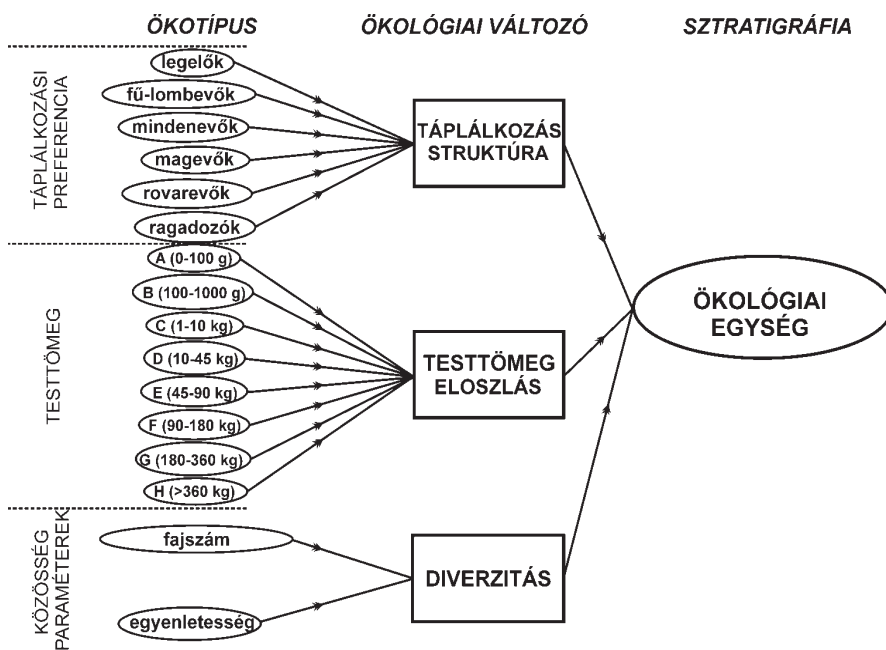 ÖKOTÍPUS
ÖKOLÓGIAI VÁLTOZÓ
SZTRATIGRÁFIA
TÁPLÁLKOZÁSI
PREFERENCIA
legelők
fű-lombevők
mindenevők
magevők
rovarevők
ragadozók
TÁPLÁLKOZÁS
STRUKTÚRA
TESTTÖMEG
A (0-100 g)
B (100-1000 g)
C (1-10 kg)
D (10-45 kg)
E (45-90 kg)
F (90-180 kg)
G (180-360 kg)
H (>360 kg)
TESTTÖMEG
ELOSZLÁS
ÖKOLÓGIAI
EGYSÉG
KÖZÖSSÉG
PARAMÉTEREK
fajszám
egyenletesség
DIVERZITÁS